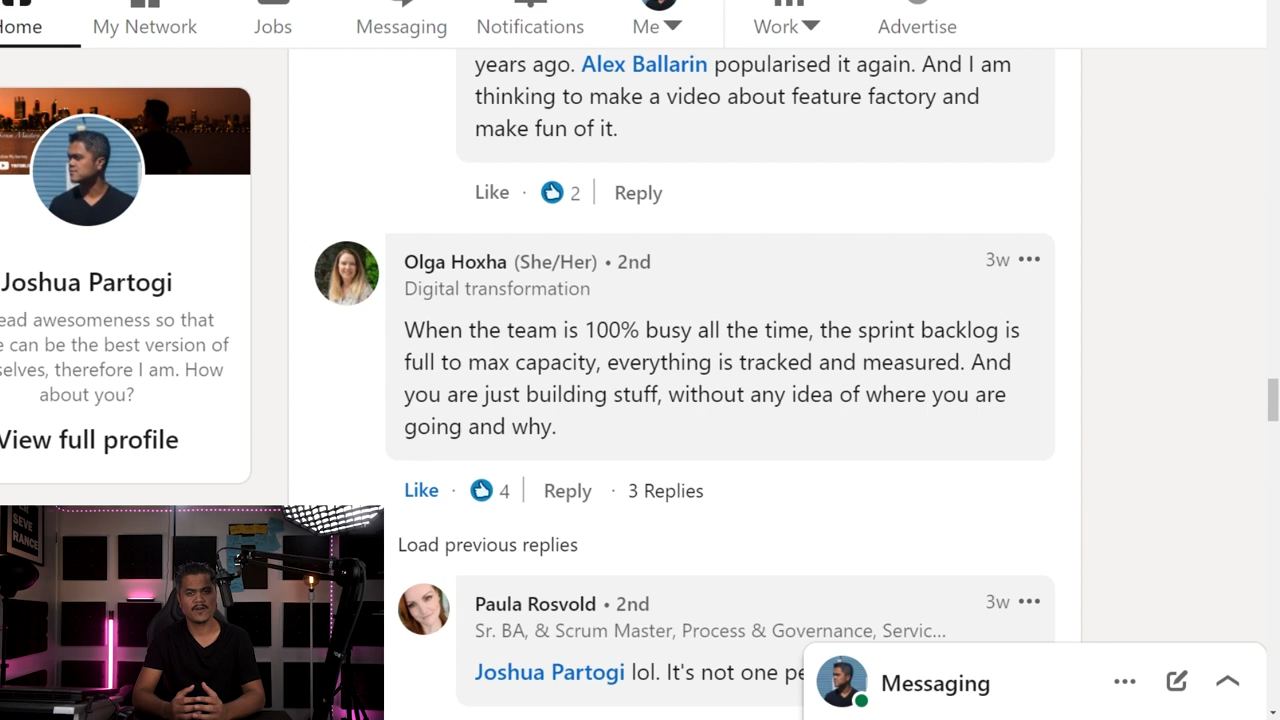 Home
My Network
Jobs
Messaging
Notifications
Me
Work
Advertise
years ago. Alex Ballarin popularised it again. And I am
thinking to make a video about feature factory and
make fun of it.
Like · 2 | Reply
Joshua Partogi
ead awesomeness so that
e can be the best version of
selves, therefore I am. How
about you?
View full profile
Olga Hoxha (She/Her) • 2nd
3w •••
Digital transformation
When the team is 100% busy all the time, the sprint backlog is
full to max capacity, everything is tracked and measured. And
you are just building stuff, without any idea of where you are
going and why.
Like · 4 | Reply · 3 Replies
Load previous replies
Paula Rosvold • 2nd
3w •••
Sr. BA, & Scrum Master, Process & Governance, Servic...
Joshua Partogi lol. It's not one pe
Messaging
SEVE
RANCE